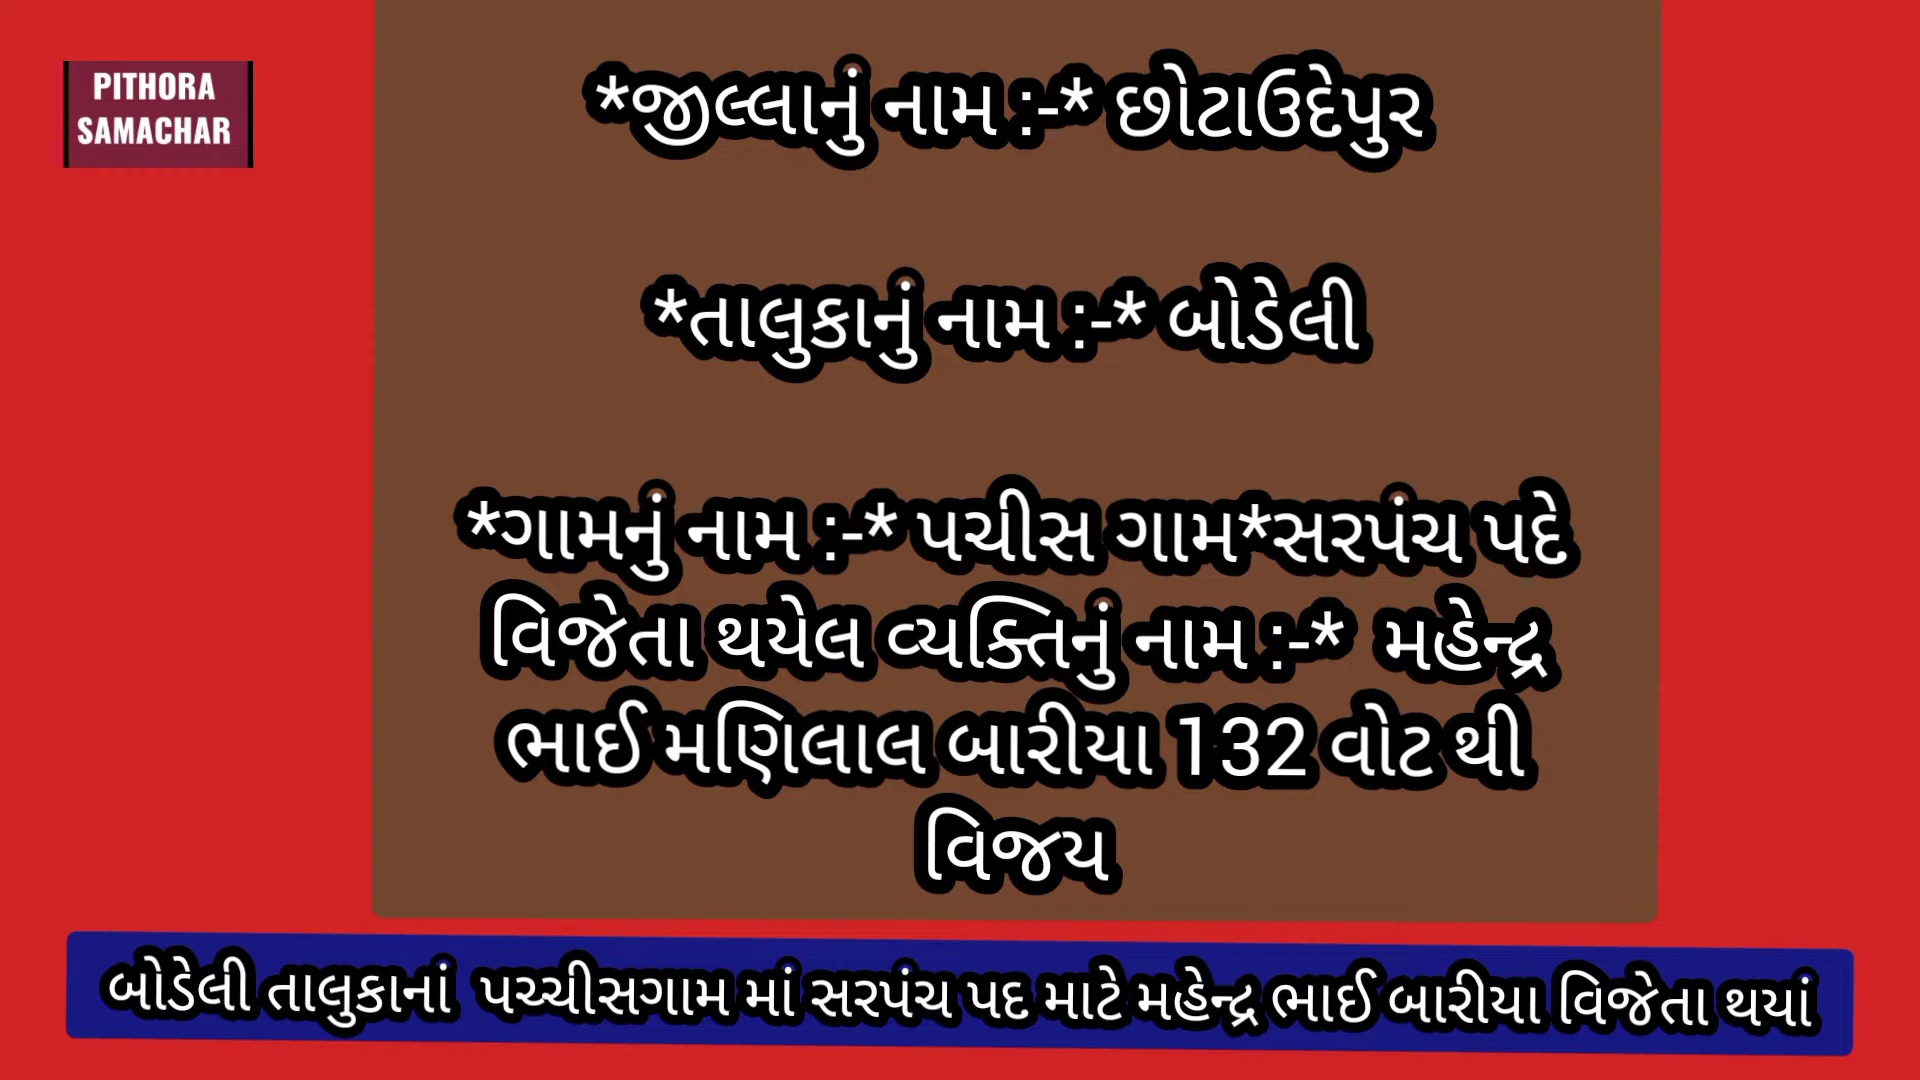 PITHORA
SAMACHAR
*જીલ્લાનું નામ :-* છોટાઉદેપુર
*તાલુકાનું નામ :-* બોડેલી
*ગામનું નામ :-* પચીસ ગામ*સરપંચ પદે
વિજેતા થયેલ વ્યક્તિનું નામ :-*  મહેન્દ્ર
ભાઈ મણિલાલ બારીયા 132 વોટ થી
વિજય
બોડેલી તાલુકાનાં  પચ્ચીસગામ માં સરપંચ પદ માટે મહેન્દ્ર ભાઈ બારીયા વિજેતા થયાં